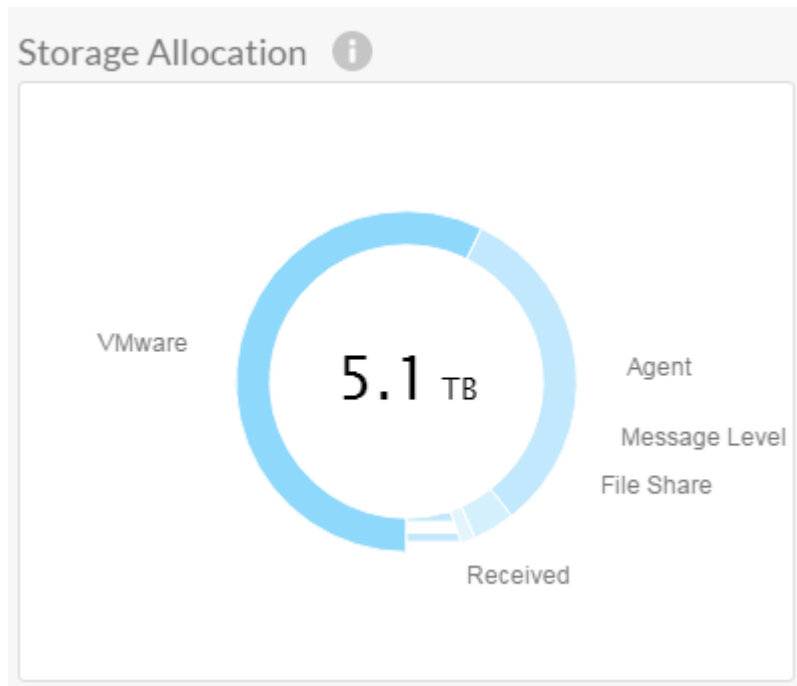 Storage Allocation
VMware
5.1 TB
Agent
Message Level
File Share
Received